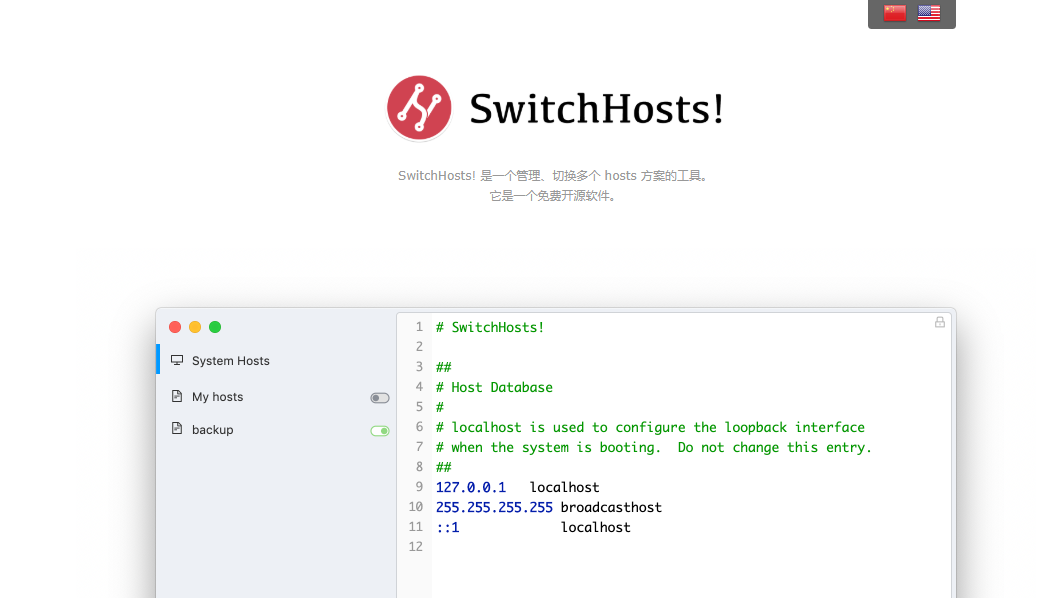 SwitchHosts!
SwitchHosts! 是一个管理、切换多个 hosts 方案的工具。
它是一个免费开源软件。
System Hosts
My hosts
backup
1 # SwitchHosts!
2
3 ##
4 # Host Database
5 #
6 # localhost is used to configure the loopback interface
7 # when the system is booting.  Do not change this entry.
8 ##
9 127.0.0.1   localhost
10 255.255.255.255 broadcasthost
11 ::1             localhost
12